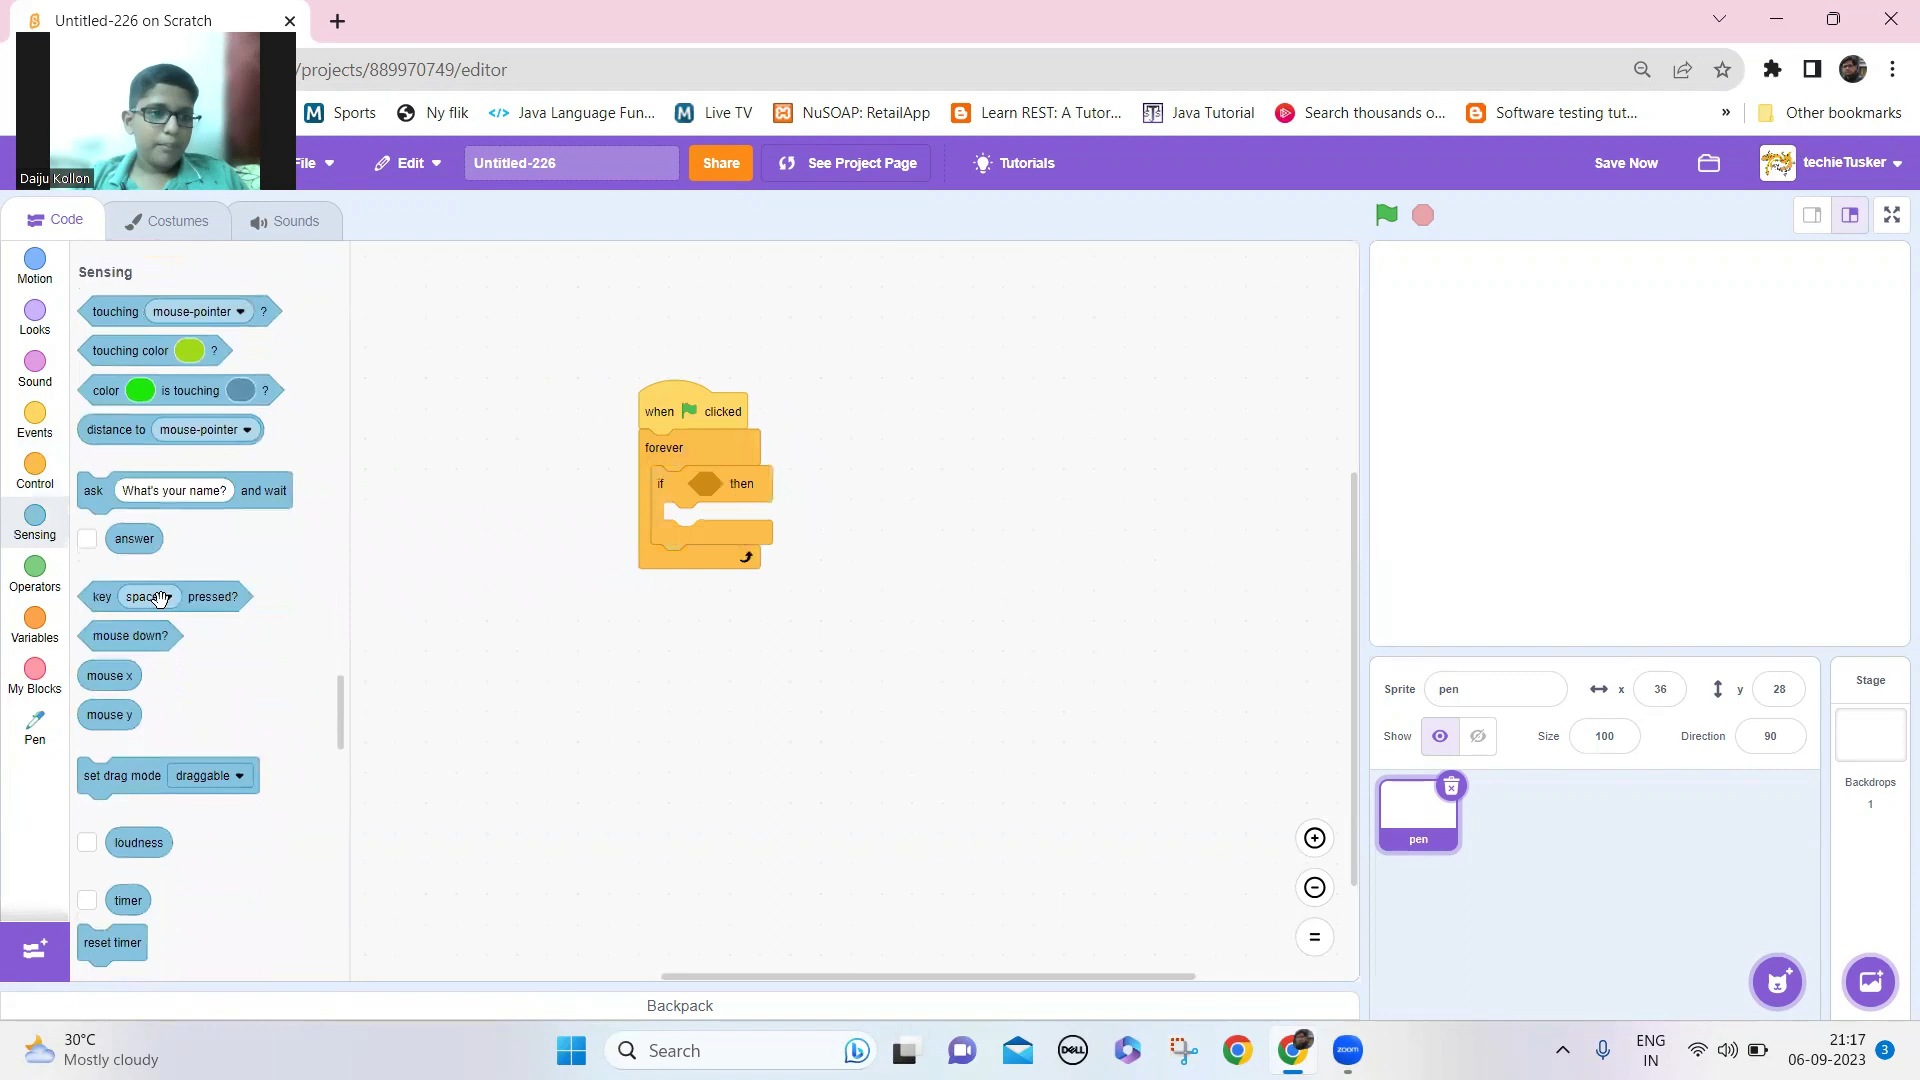 Untitled-226 on Scratch
/projects/889970749/editor
Sports
Ny flik
Java Language Fun...
Live TV
NuSOAP: RetailApp
Learn REST: A Tutor...
Java Tutorial
Search thousands o...
Software testing tut...
»
Other bookmarks
Daiju Kollon
File
Edit
Untitled-226
Share
See Project Page
Tutorials
Save Now
techieTusker
Code
Costumes
Sounds
Motion
Looks
Sound
Events
Control
Sensing
Operators
Variables
My Blocks
Pen
Sensing
touching mouse-pointer ?
touching color ?
color is touching ?
distance to mouse-pointer
ask What's your name? and wait
answer
key space pressed?
mouse down?
mouse x
mouse y
set drag mode draggable
loudness
timer
reset timer
when clicked
forever
if then
Backpack
Sprite pen x 36 y 28
Show Size 100 Direction 90
pen
Stage
Backdrops
1
30°C
Mostly cloudy
Search
DELL
zoom
ENG
IN
21:17
06-09-2023
3